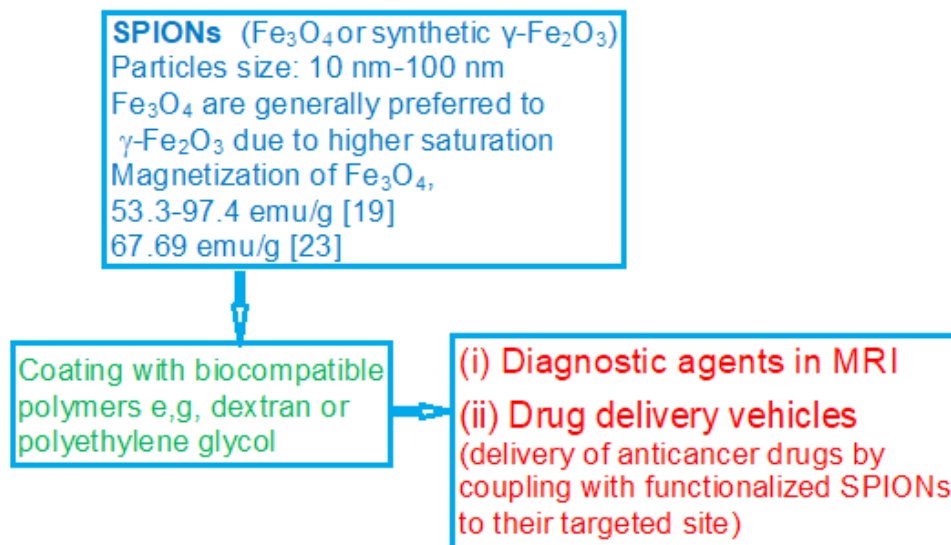 SPIONs (Fe₃O₄ or synthetic γ-Fe₂O₃)
Particles size: 10 nm-100 nm
Fe₃O₄ are generally preferred to
γ-Fe₂O₃ due to higher saturation
Magnetization of Fe₃O₄,
53.3-97.4 emu/g [19]
67.69 emu/g [23]
Coating with biocompatible
polymers e,g, dextran or
polyethylene glycol
(i) Diagnostic agents in MRI
(ii) Drug delivery vehicles
(delivery of anticancer drugs by
coupling with functionalized SPIONs
to their targeted site)